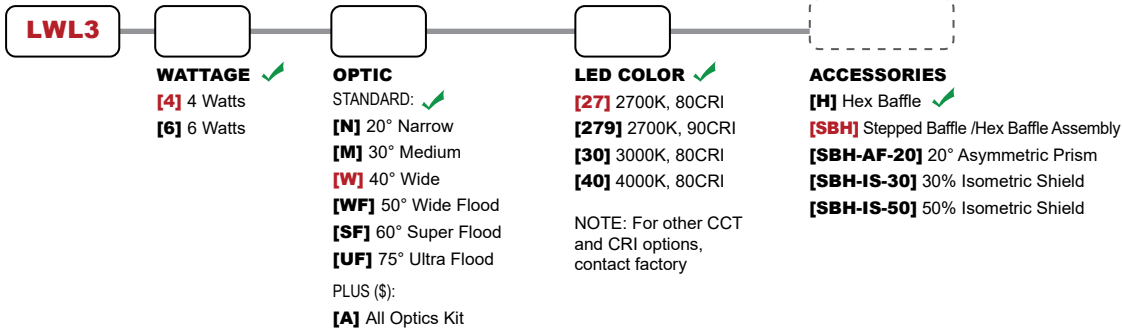 LWL3
WATTAGE
[4] 4 Watts
[6] 6 Watts
OPTIC
STANDARD:
[N] 20° Narrow
[M] 30° Medium
[W] 40° Wide
[WF] 50° Wide Flood
[SF] 60° Super Flood
[UF] 75° Ultra Flood
PLUS ($):
[A] All Optics Kit
LED COLOR
[27] 2700K, 80CRI
[279] 2700K, 90CRI
[30] 3000K, 80CRI
[40] 4000K, 80CRI
NOTE: For other CCT
and CRI options,
contact factory
ACCESSORIES
[H] Hex Baffle
[SBH] Stepped Baffle /Hex Baffle Assembly
[SBH-AF-20] 20° Asymmetric Prism
[SBH-IS-30] 30% Isometric Shield
[SBH-IS-50] 50% Isometric Shield